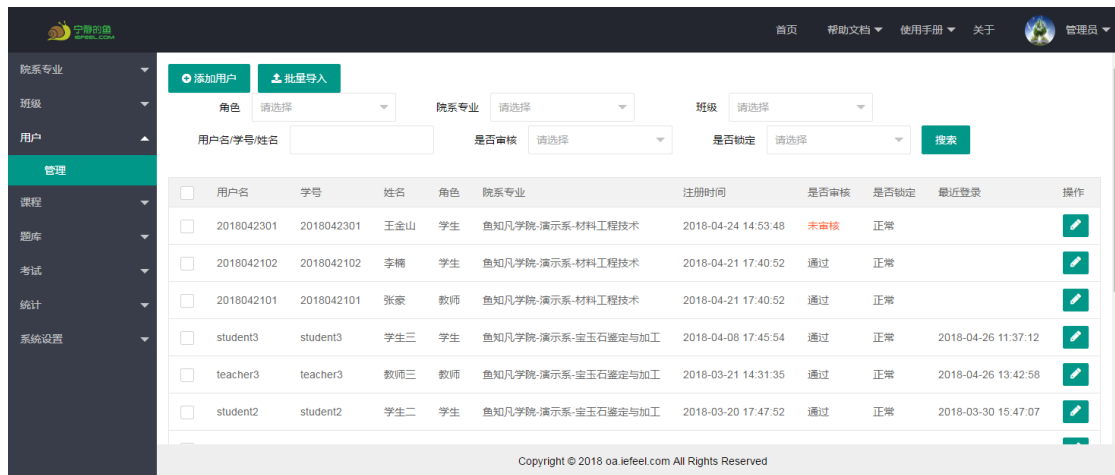 宁静的鱼
IEFEEL.COM
首页 帮助文档 使用手册 关于 管理员
院系专业
班级
用户
管理
课程
题库
考试
统计
系统设置
添加用户 批量导入
角色 请选择 院系专业 请选择 班级 请选择
用户名/学号/姓名 是否审核 请选择 是否锁定 请选择 搜索
用户名 学号 姓名 角色 院系专业 注册时间 是否审核 是否锁定 最近登录 操作
2018042301 2018042301 王金山 学生 鱼知凡学院-演示系-材料工程技术 2018-04-24 14:53:48 未审核 正常
2018042102 2018042102 李楠 学生 鱼知凡学院-演示系-材料工程技术 2018-04-21 17:40:52 通过 正常
2018042101 2018042101 张豪 教师 鱼知凡学院-演示系-材料工程技术 2018-04-21 17:40:52 通过 正常
student3 student3 学生三 学生 鱼知凡学院-演示系-宝玉石鉴定与加工 2018-04-08 17:45:54 通过 正常 2018-04-26 11:37:12
teacher3 teacher3 教师三 教师 鱼知凡学院-演示系-宝玉石鉴定与加工 2018-03-21 14:31:35 通过 正常 2018-04-26 13:42:58
student2 student2 学生二 学生 鱼知凡学院-演示系-宝玉石鉴定与加工 2018-03-20 17:47:52 通过 正常 2018-03-30 15:47:07
Copyright © 2018 oa.iefeel.com All Rights Reserved